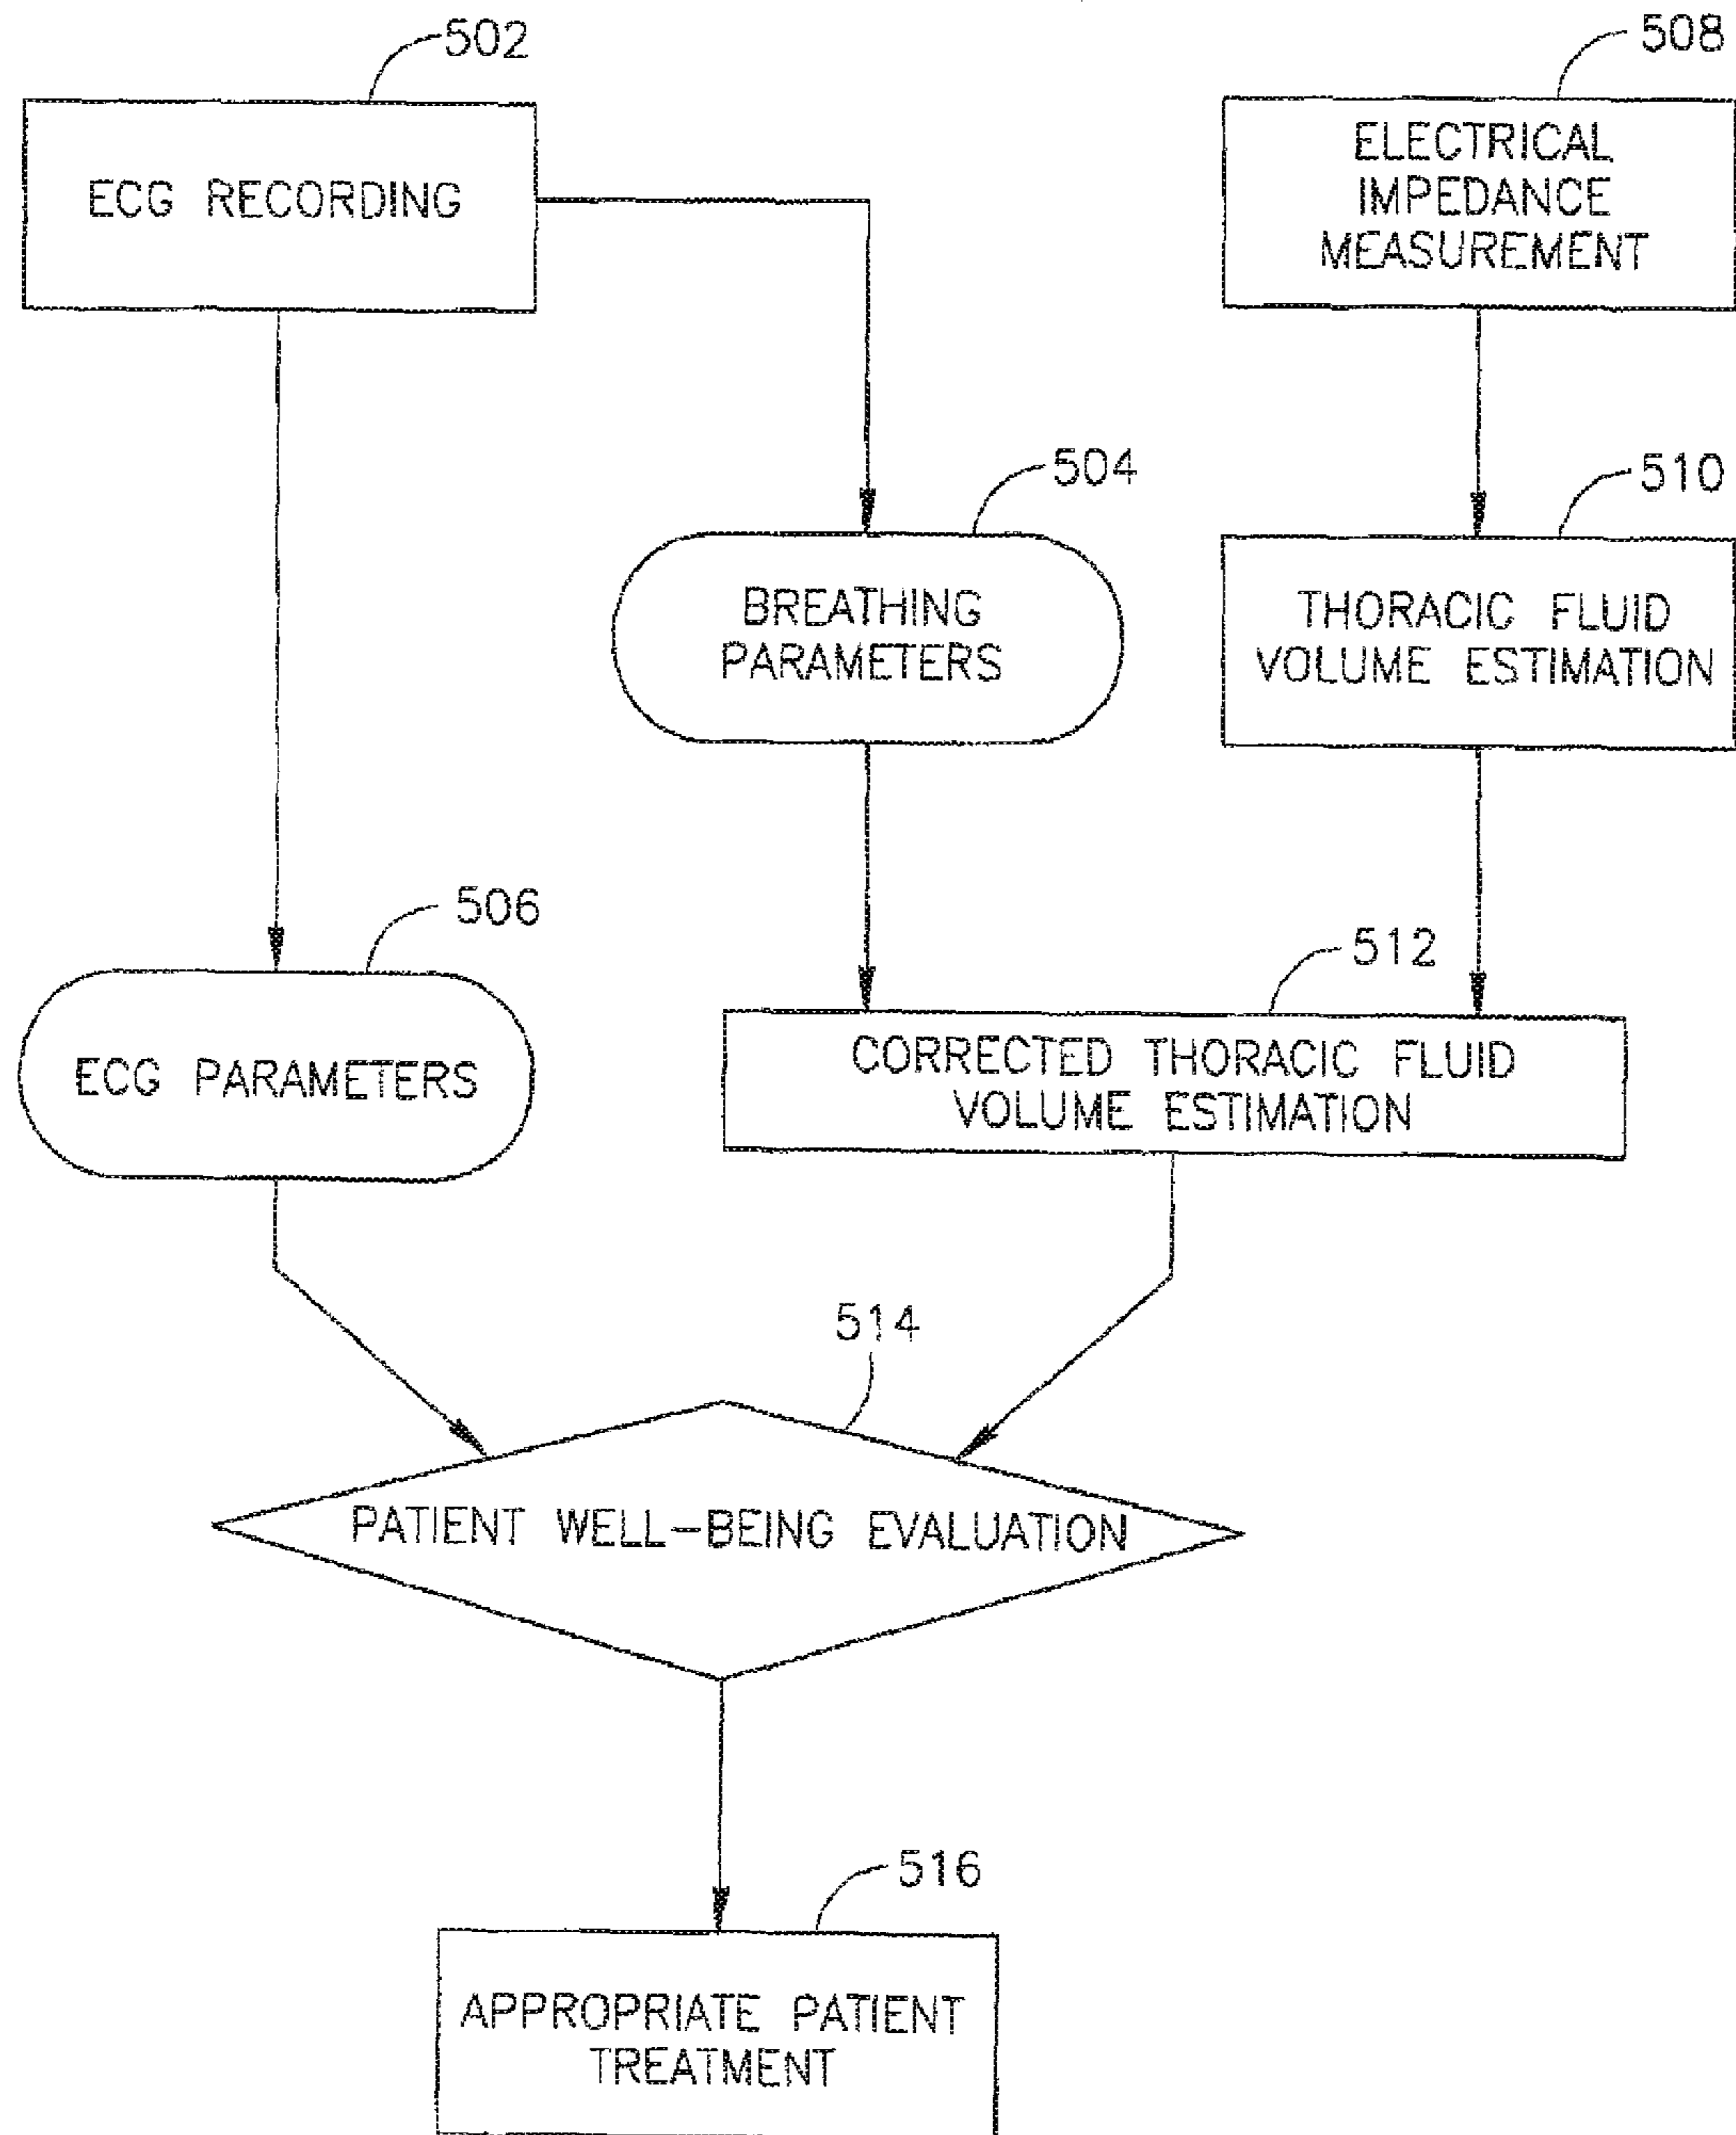 502
508
ECG RECORDING
ELECTRICAL
IMPEDANCE
MEASUREMENT
504
510
BREATHING
PARAMETERS
THORACIC FLUID
VOLUME ESTIMATION
506
512
ECG PARAMETERS
CORRECTED THORACIC FLUID
VOLUME ESTIMATION
514
PATIENT WELL-BEING EVALUATION
516
APPROPRIATE PATIENT
TREATMENT